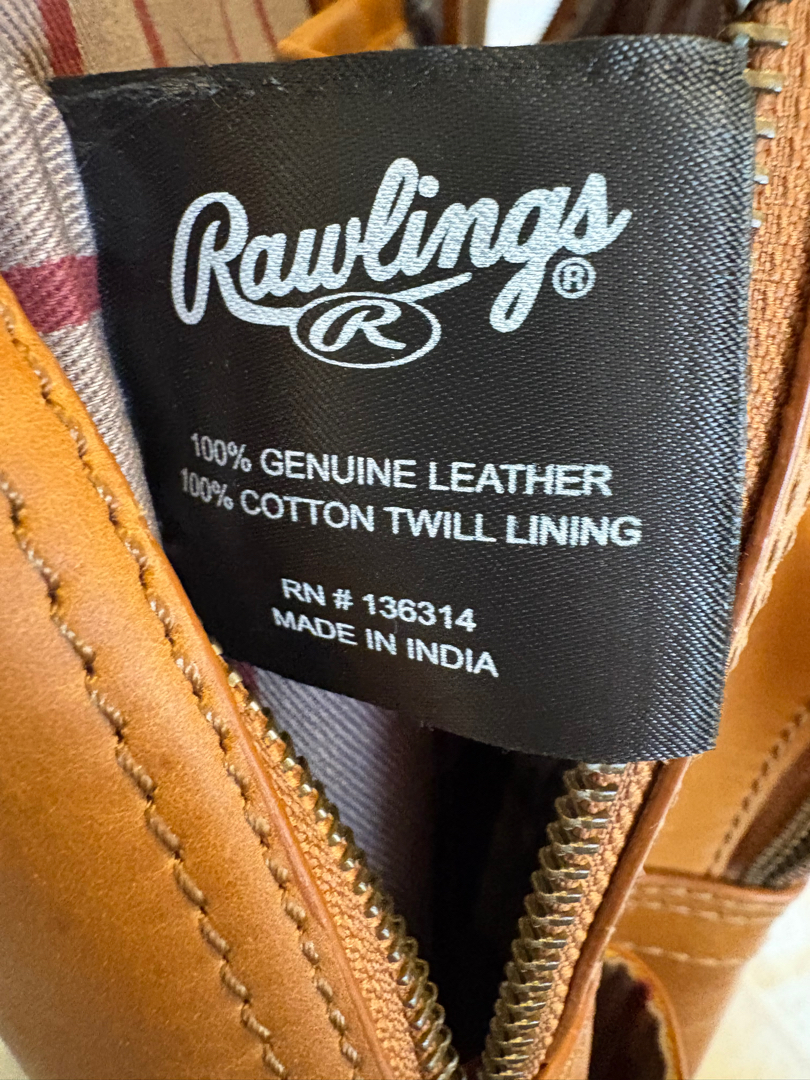 Rawlings®
R
100% GENUINE LEATHER
100% COTTON TWILL LINING
RN # 136314
MADE IN INDIA